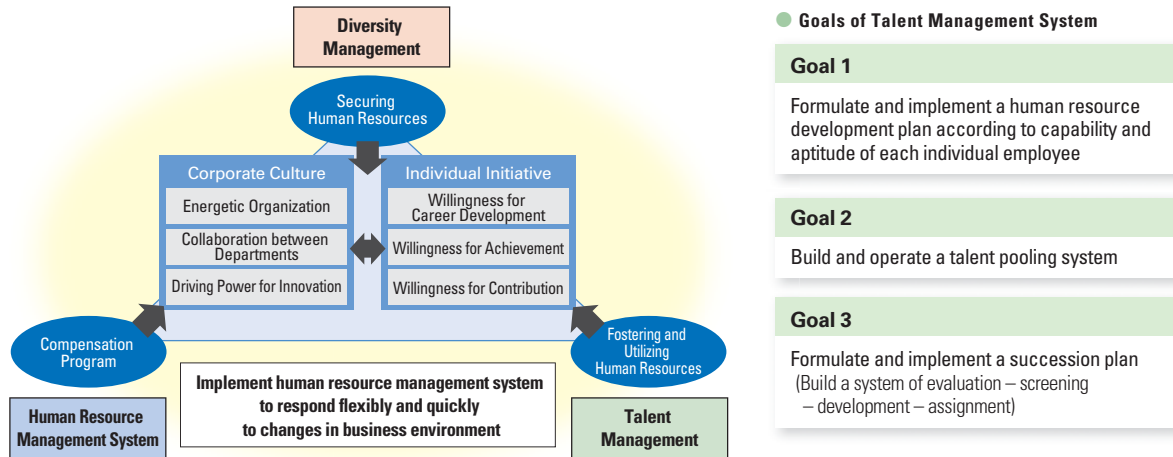 Diversity
Management
Securing
Human Resources
Corporate Culture
Energetic Organization
Collaboration between
Departments
Driving Power for Innovation
Individual Initiative
Willingness for
Career Development
Willingness for Achievement
Willingness for Contribution
Compensation
Program
Fostering and
Utilizing
Human Resources
Implement human resource management system
to respond flexibly and quickly
to changes in business environment
Human Resource
Management System
Talent
Management
Goals of Talent Management System
Goal 1
Formulate and implement a human resource
development plan according to capability and
aptitude of each individual employee
Goal 2
Build and operate a talent pooling system
Goal 3
Formulate and implement a succession plan
(Build a system of evaluation – screening
– development – assignment)